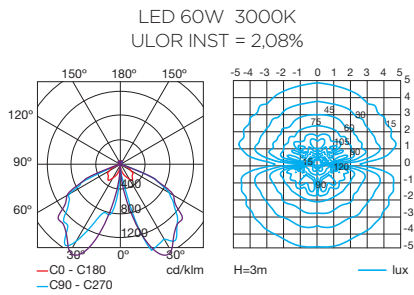 LED 60W 3000K
ULOR INST = 2,08%
150º 180º 150º
120º
90º
60º
30º 0º 30º
400
800
1200
C0 - C180
cd/klm
C90 - C270
-5 -4 -3 -2 -1 0 1 2 3 4 5
5
4
3
2
1
0
-1
-2
-3
-4
-5
45
15
75
60
105
90
15
120
90
H=3m
lux